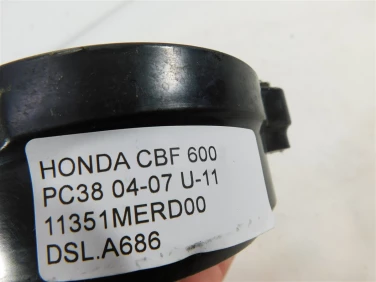 HONDA CBF 600
PC38 04-07 U-11
11351MERD00
DSL.A686